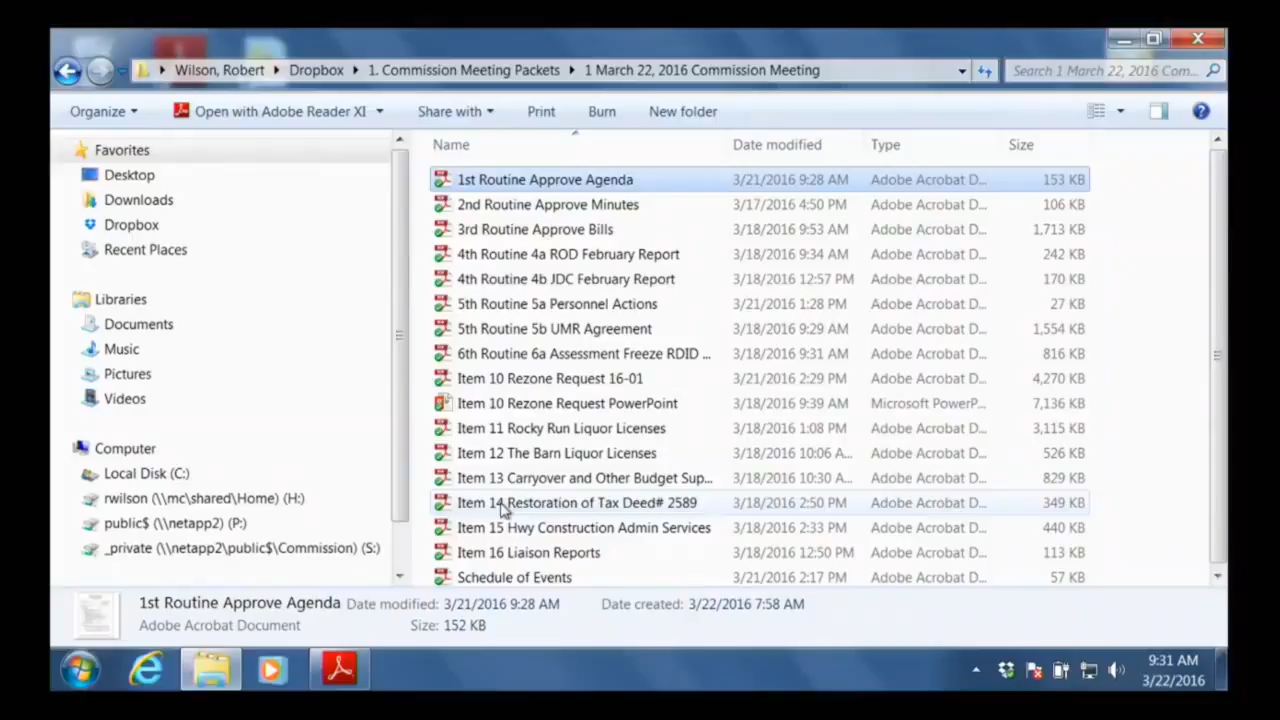 Wilson, Robert
Dropbox
1. Commission Meeting Packets
1 March 22, 2016 Commission Meeting
Search 1 March 22, 2016 Com...
Organize
Open with Adobe Reader XI
Share with
Print
Burn
New folder
Favorites
Desktop
Downloads
Dropbox
Recent Places
Libraries
Documents
Music
Pictures
Videos
Computer
Local Disk (C:)
rwilson (\\mc\shared\Home) (H:)
public$ (\\netapp2) (P:)
_private (\\netapp2\public$\Commission) (S:)
Name Date modified Type Size
1st Routine Approve Agenda 3/21/2016 9:28 AM Adobe Acrobat D... 153 KB
2nd Routine Approve Minutes 3/17/2016 4:50 PM Adobe Acrobat D... 106 KB
3rd Routine Approve Bills 3/18/2016 9:53 AM Adobe Acrobat D... 1,713 KB
4th Routine 4a ROD February Report 3/18/2016 9:34 AM Adobe Acrobat D... 242 KB
4th Routine 4b JDC February Report 3/18/2016 12:57 PM Adobe Acrobat D... 170 KB
5th Routine 5a Personnel Actions 3/21/2016 1:28 PM Adobe Acrobat D... 27 KB
5th Routine 5b UMR Agreement 3/18/2016 9:29 AM Adobe Acrobat D... 1,554 KB
6th Routine 6a Assessment Freeze RDID ... 3/18/2016 9:31 AM Adobe Acrobat D... 816 KB
Item 10 Rezone Request 16-01 3/21/2016 2:29 PM Adobe Acrobat D... 4,270 KB
Item 10 Rezone Request PowerPoint 3/18/2016 9:39 AM Microsoft PowerP... 7,136 KB
Item 11 Rocky Run Liquor Licenses 3/18/2016 1:08 PM Adobe Acrobat D... 3,115 KB
Item 12 The Barn Liquor Licenses 3/18/2016 10:06 A... Adobe Acrobat D... 526 KB
Item 13 Carryover and Other Budget Sup... 3/18/2016 10:30 A... Adobe Acrobat D... 829 KB
Item 14 Restoration of Tax Deed# 2589 3/18/2016 2:50 PM Adobe Acrobat D... 349 KB
Item 15 Hwy Construction Admin Services 3/18/2016 2:33 PM Adobe Acrobat D... 440 KB
Item 16 Liaison Reports 3/18/2016 12:50 PM Adobe Acrobat D... 113 KB
Schedule of Events 3/21/2016 2:17 PM Adobe Acrobat D... 57 KB
1st Routine Approve Agenda Date modified: 3/21/2016 9:28 AM Date created: 3/22/2016 7:58 AM
Adobe Acrobat Document Size: 152 KB
9:31 AM
3/22/2016